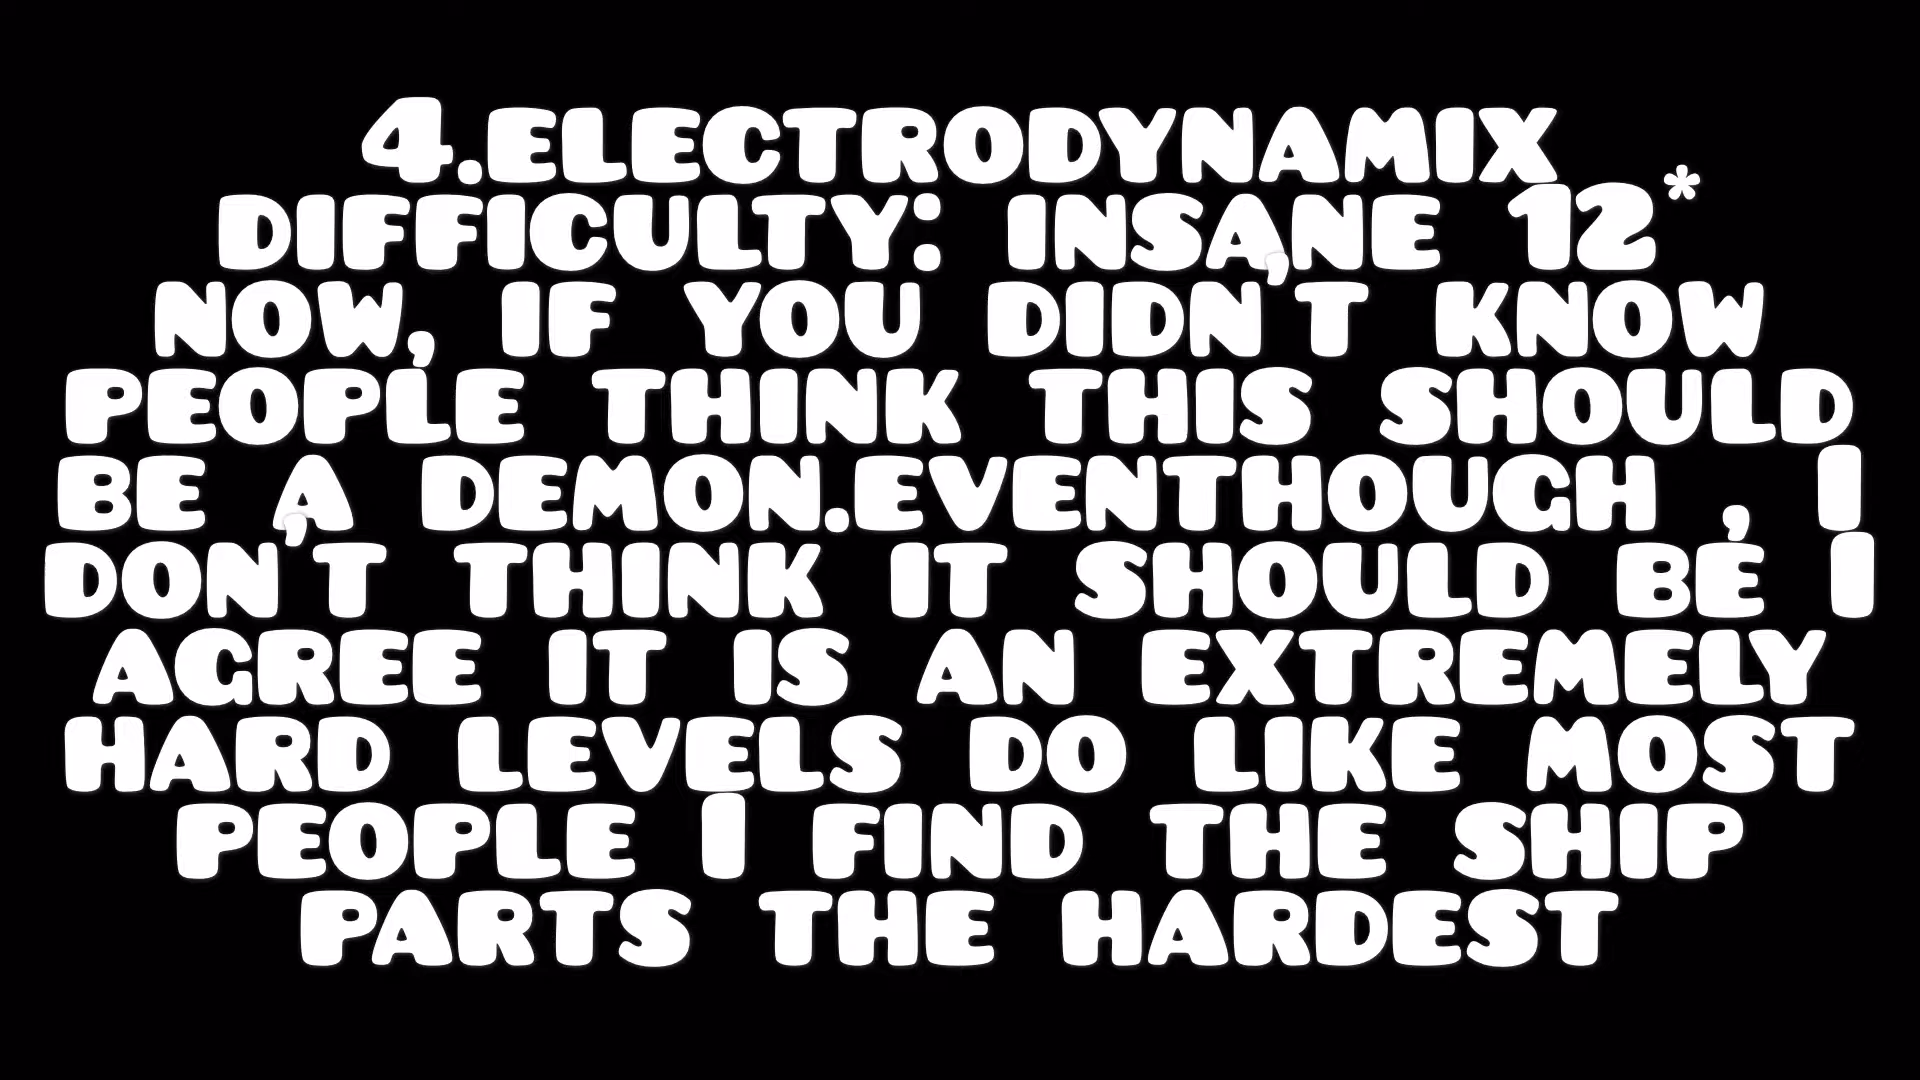 4.ELECTRODYNAMIX
DIFFICULTY: INSANE 12*
NOW, IF YOU DIDN'T KNOW
PEOPLE THINK THIS SHOULD
BE A DEMON.EVENTHOUGH , I
DON'T THINK IT SHOULD BE I
AGREE IT IS AN EXTREMELY
HARD LEVELS DO LIKE MOST
PEOPLE I FIND THE SHIP
PARTS THE HARDEST